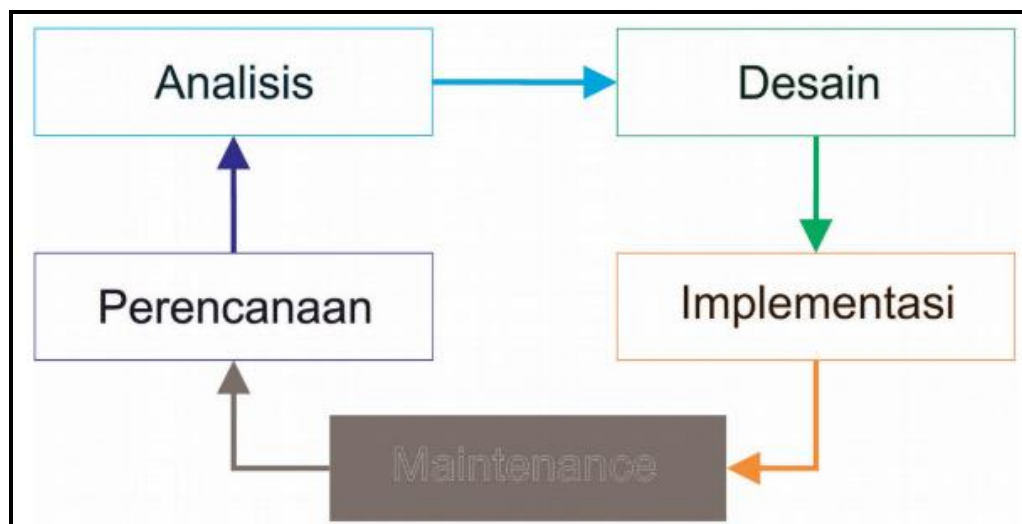 Analisis
Desain
Perencanaan
Implementasi
Maintenance